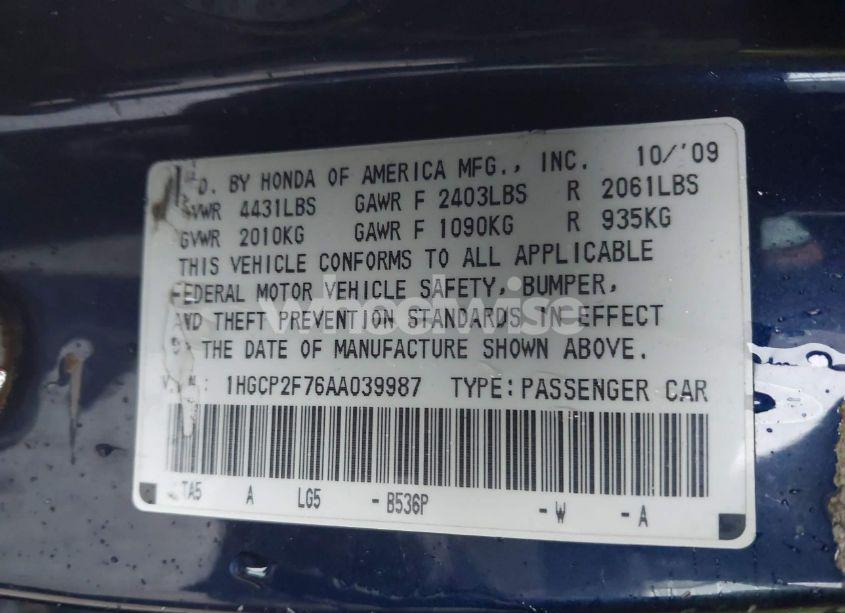 D. BY HONDA OF AMERICA MFG., INC. 10/'09
GVWR 4431LBS GAWR F 2403LBS R 2061LBS
GVWR 2010KG GAWR F 1090KG R 935KG
THIS VEHICLE CONFORMS TO ALL APPLICABLE
FEDERAL MOTOR VEHICLE SAFETY, BUMPER,
AND THEFT PREVENTION STANDARDS IN EFFECT
THE DATE OF MANUFACTURE SHOWN ABOVE.
1HGCP2F76AA039987 TYPE: PASSENGER CAR
TA5 A LG5 -B536P -W -A
wheelwise